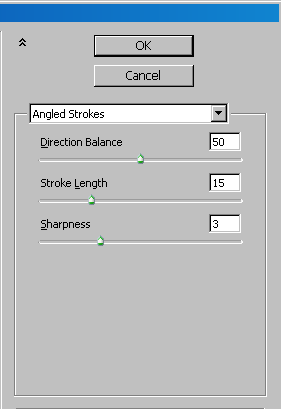 OK
Cancel
Angled Strokes
Direction Balance 50
Stroke Length 15
Sharpness 3